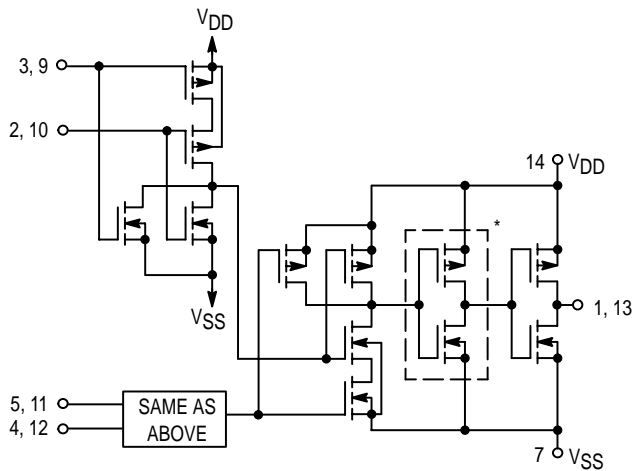 VDD
3, 9
2, 10
14 VDD
*
VSS
1, 13
5, 11
4, 12
SAME AS
ABOVE
7 VSS